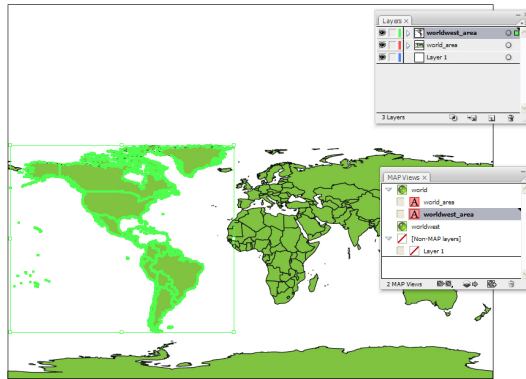 Layers ×
worldwest_area
world_area
Layer 1
3 Layers
MAP Views ×
world
A world_area
A worldwest_area
worldwest
[Non-MAP layers]
Layer 1
2 MAP Views